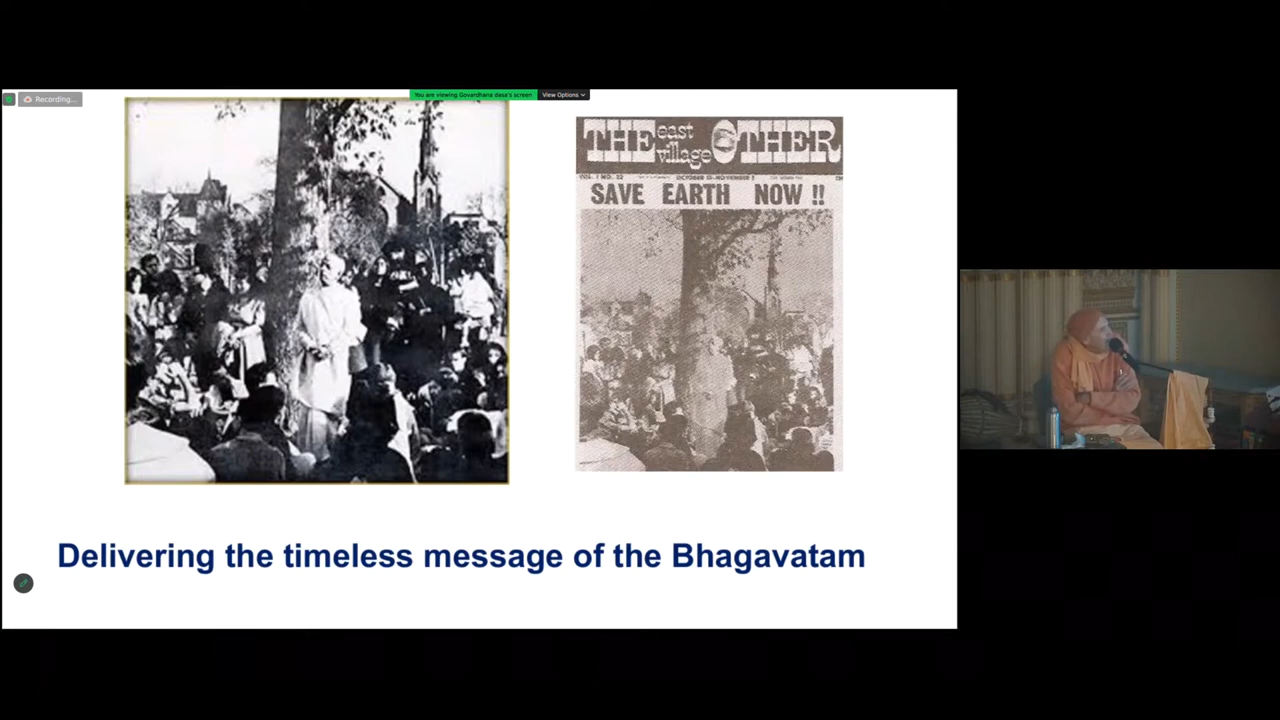 Recording...
You are viewing Govardhana dasa's screen View Options
THE east village OTHER
SAVE EARTH NOW !!
Delivering the timeless message of the Bhagavatam